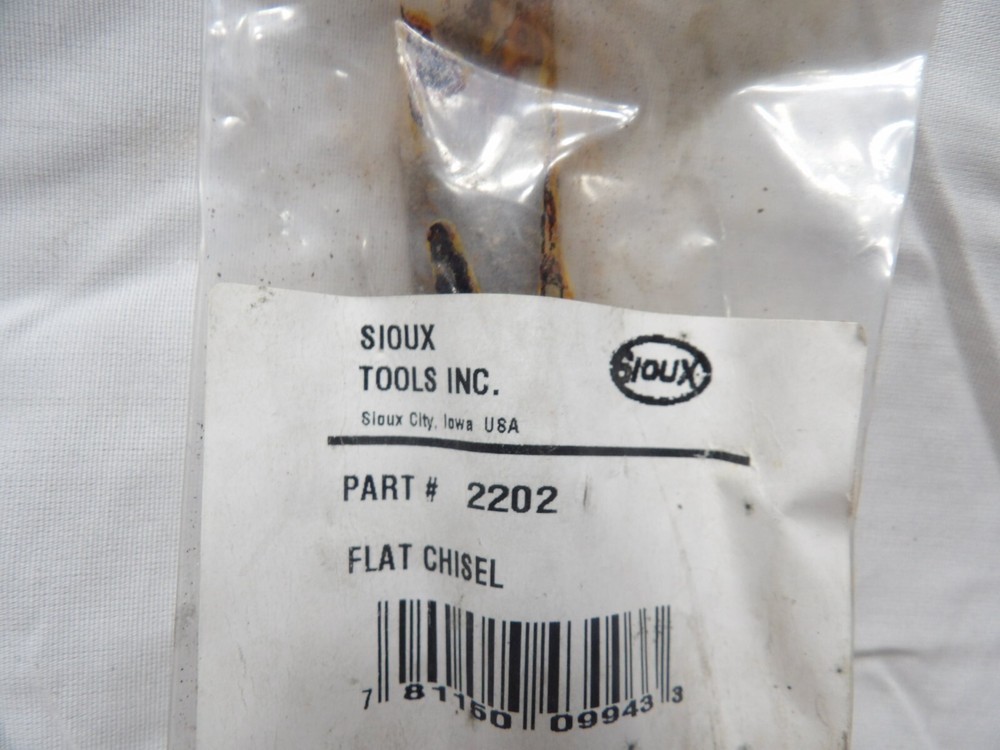 SIOUX
TOOLS INC.
Sioux City, Iowa USA
SIOUX
PART # 2202
FLAT CHISEL
7 81150 09943 3